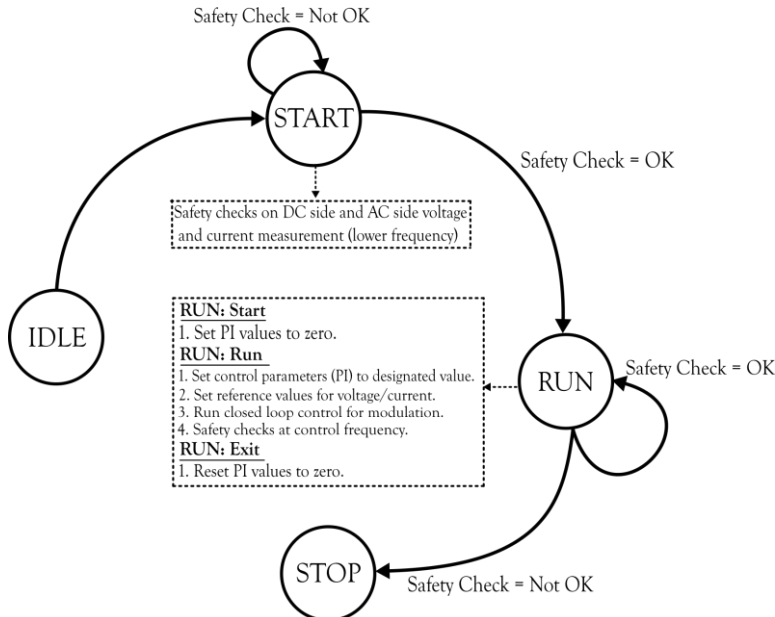 Safety Check = Not OK
START
Safety Check = OK
Safety checks on DC side and AC side voltage
and current measurement (lower frequency)
IDLE
RUN: Start
1. Set PI values to zero.
RUN: Run
1. Set control parameters (PI) to designated value.
2. Set reference values for voltage/current.
3. Run closed loop control for modulation.
4. Safety checks at control frequency.
RUN: Exit
1. Reset PI values to zero.
RUN
Safety Check = OK
STOP
Safety Check = Not OK